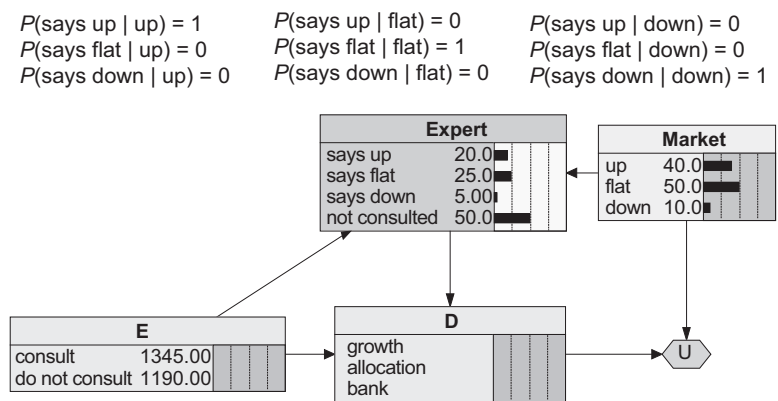 P(says up | up) = 1
P(says flat | up) = 0
P(says down | up) = 0
P(says up | flat) = 0
P(says flat | flat) = 1
P(says down | flat) = 0
P(says up | down) = 0
P(says flat | down) = 0
P(says down | down) = 1
Expert
says up 20.0
says flat 25.0
says down 5.00
not consulted 50.0
Market
up 40.0
flat 50.0
down 10.0
E
consult 1345.00
do not consult 1190.00
D
growth
allocation
bank
U